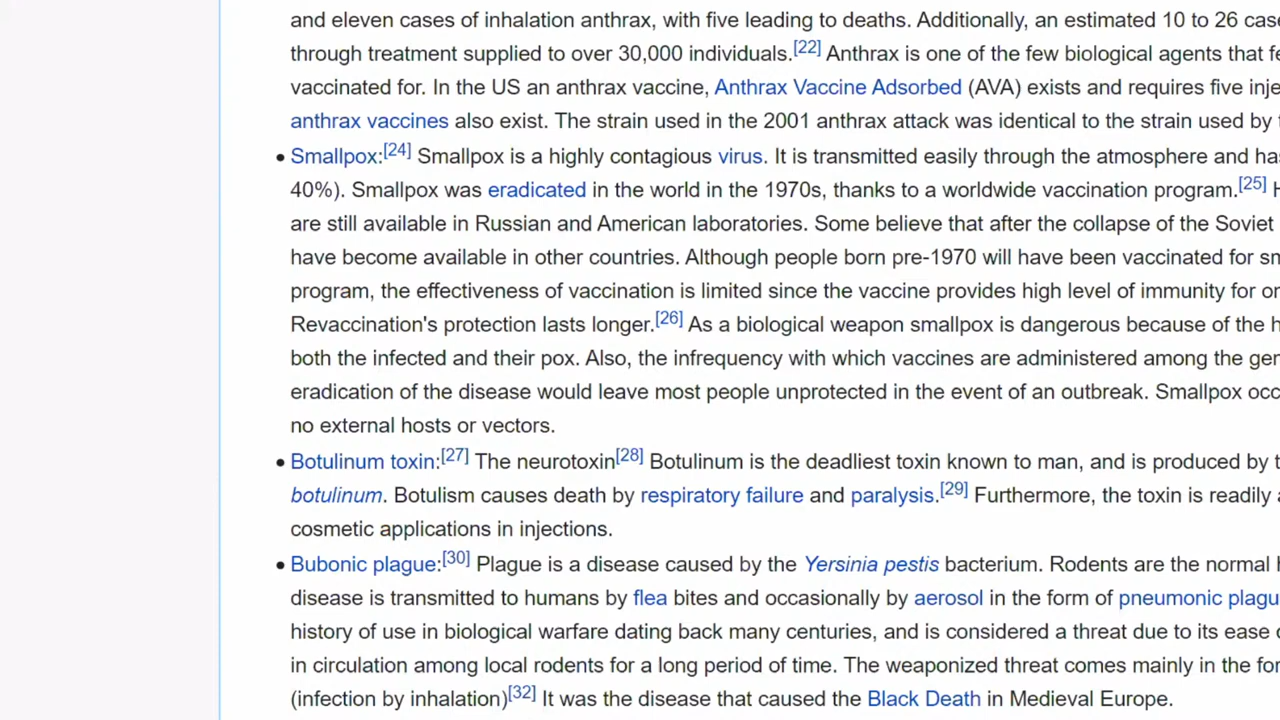 and eleven cases of inhalation anthrax, with five leading to deaths. Additionally, an estimated 10 to 26
through treatment supplied to over 30,000 individuals.[22] Anthrax is one of the few biological agents that
vaccinated for. In the US an anthrax vaccine, Anthrax Vaccine Adsorbed (AVA) exists and requires five
anthrax vaccines also exist. The strain used in the 2001 anthrax attack was identical to the strain used by
• Smallpox:[24] Smallpox is a highly contagious virus. It is transmitted easily through the atmosphere and
40%). Smallpox was eradicated in the world in the 1970s, thanks to a worldwide vaccination program.[25]
are still available in Russian and American laboratories. Some believe that after the collapse of the Soviet
have become available in other countries. Although people born pre-1970 will have been vaccinated for
program, the effectiveness of vaccination is limited since the vaccine provides high level of immunity for
Revaccination's protection lasts longer.[26] As a biological weapon smallpox is dangerous because of the
both the infected and their pox. Also, the infrequency with which vaccines are administered among the
eradication of the disease would leave most people unprotected in the event of an outbreak. Smallpox
no external hosts or vectors.
• Botulinum toxin:[27] The neurotoxin[28] Botulinum is the deadliest toxin known to man, and is produced by
botulinum. Botulism causes death by respiratory failure and paralysis.[29] Furthermore, the toxin is readily
cosmetic applications in injections.
• Bubonic plague:[30] Plague is a disease caused by the Yersinia pestis bacterium. Rodents are the normal
disease is transmitted to humans by flea bites and occasionally by aerosol in the form of pneumonic
history of use in biological warfare dating back many centuries, and is considered a threat due to its ease
in circulation among local rodents for a long period of time. The weaponized threat comes mainly in the
(infection by inhalation)[32] It was the disease that caused the Black Death in Medieval Europe.